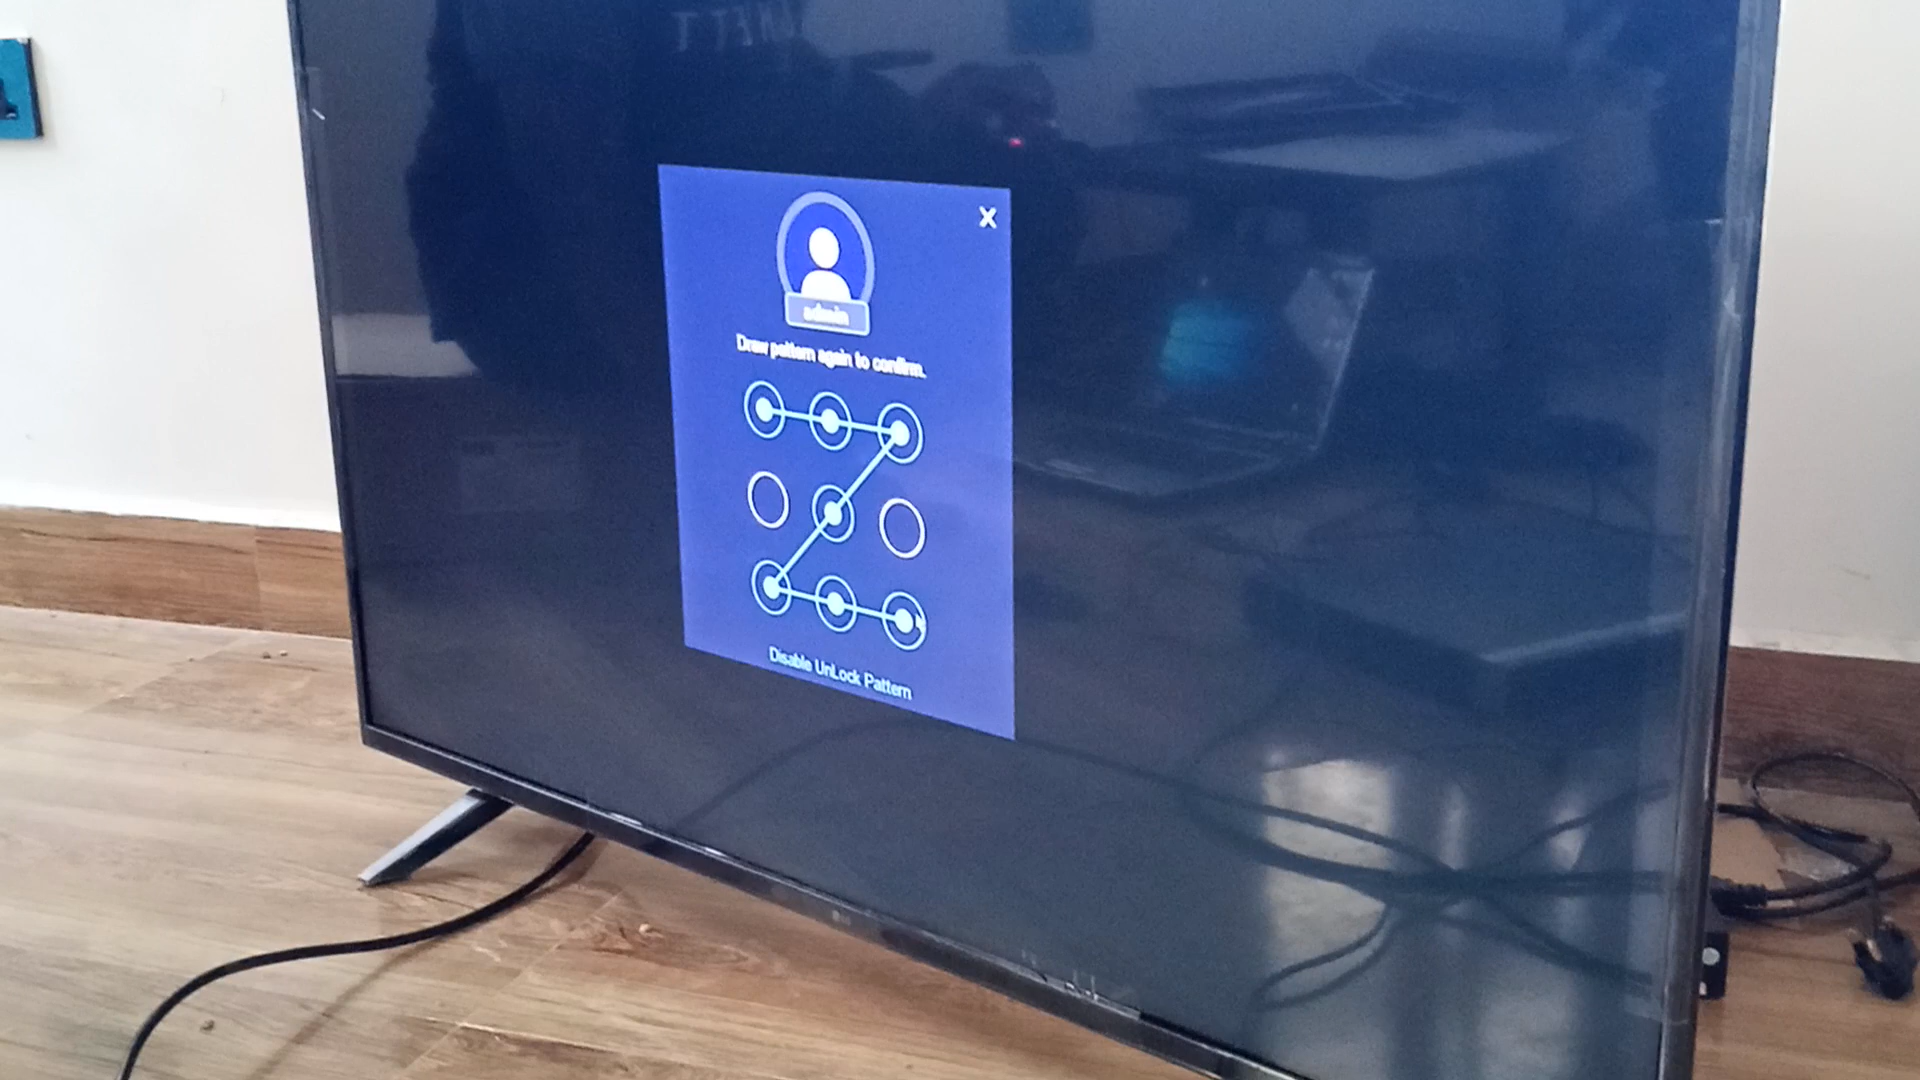 X
admin
Draw pattern again to confirm.
Disable UnLock Pattern